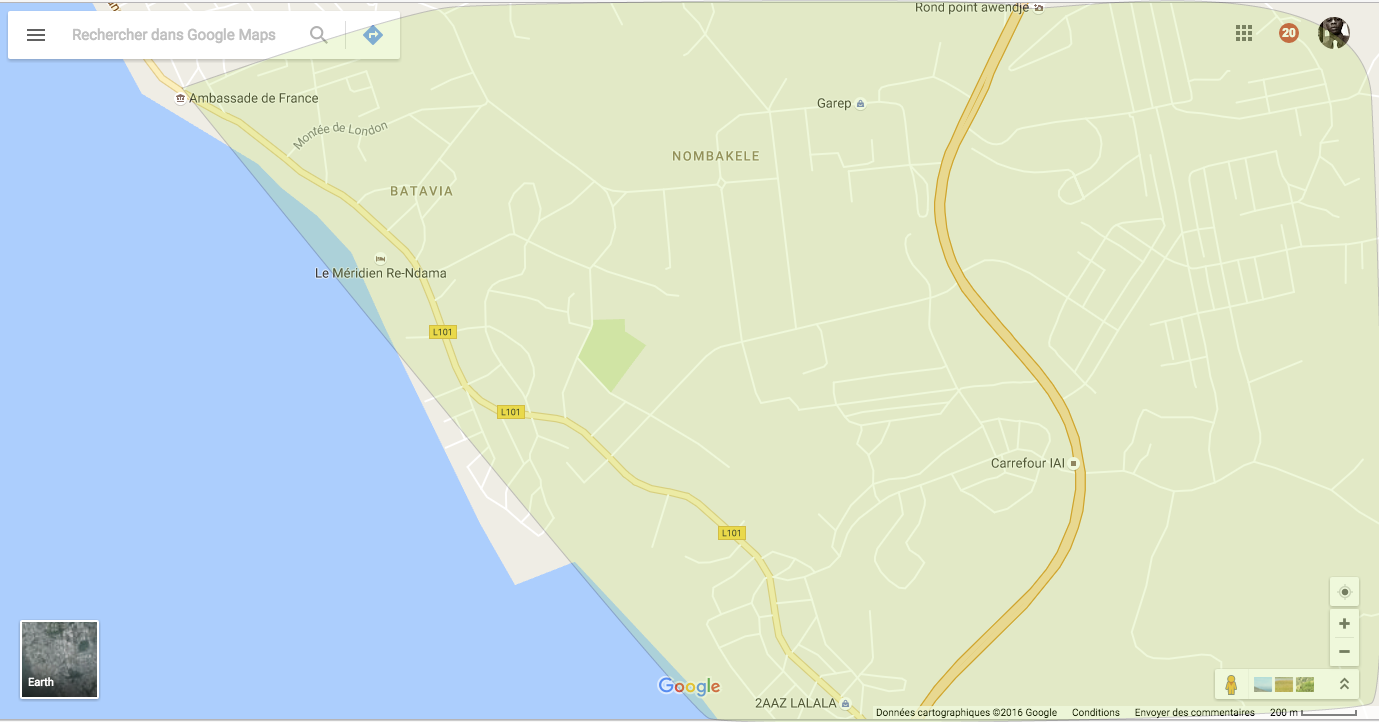 Rond point awendje
Rechercher dans Google Maps
20
Ambassade de France
Garep
Montée de London
NOMBAKELE
BATAVIA
Le Méridien Re-Ndama
L101
L101
Carrefour IAI
L101
Earth
Google
2AAZ LALALA
Données cartographiques ©2016 Google Conditions Envoyer des commentaires 200 m